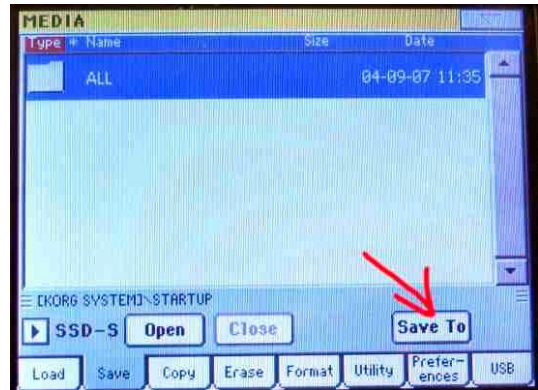 MEDIA
Type Name Size Date
ALL 04-09-07 11:35
[KORG SYSTEM]\STARTUP
SSD-S Open Close Save To
Load Save Copy Erase Format Utility Prefer-ences USB